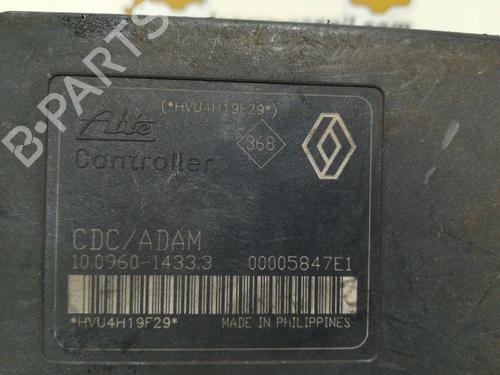 (*HVU4H19F29*)
Ate
Controller
368
CDC/ADAM
10.0960-1433.3 00005847E1
*HVU4H19F29*
MADE IN PHILIPPINES
B-PARTS